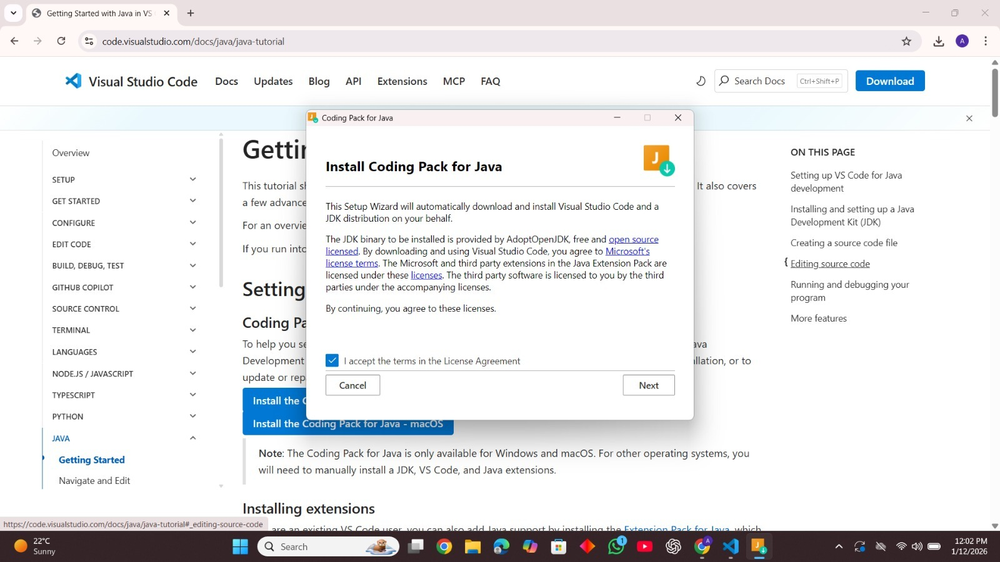 Getting Started with Java in VS
code.visualstudio.com/docs/java/java-tutorial
A
Visual Studio Code
Docs
Updates
Blog
API
Extensions
MCP
FAQ
Search Docs
Ctrl+Shift+P
Download
Overview
SETUP
GET STARTED
CONFIGURE
EDIT CODE
BUILD, DEBUG, TEST
GITHUB COPILOT
SOURCE CONTROL
TERMINAL
LANGUAGES
NODE.JS / JAVASCRIPT
TYPESCRIPT
PYTHON
JAVA
Getting Started
Navigate and Edit
This tutorial
It also covers
a few advance
For an overvie
If you run into
Setting
Coding Pa
To help you se
Development
llation, or to
update or rep
Install the C
Install the Coding Pack for Java - macOS
Note: The Coding Pack for Java is only available for Windows and macOS. For other operating systems, you
will need to manually install a JDK, VS Code, and Java extensions.
Installing extensions
are an existing VS Code user, you can also add Java support by installing the Extension Pack for Java, which
Coding Pack for Java
Install Coding Pack for Java
J
This Setup Wizard will automatically download and install Visual Studio Code and a
JDK distribution on your behalf.
The JDK binary to be installed is provided by AdoptOpenJDK, free and open source
licensed. By downloading and using Visual Studio Code, you agree to Microsoft's
license terms. The Microsoft and third party extensions in the Java Extension Pack are
licensed under these licenses. The third party software is licensed to you by the third
parties under the accompanying licenses.
By continuing, you agree to these licenses.
I accept the terms in the License Agreement
Cancel
Next
ON THIS PAGE
Setting up VS Code for Java
development
Installing and setting up a Java
Development Kit (JDK)
Creating a source code file
Editing source code
Running and debugging your
program
More features
https://code.visualstudio.com/docs/java/java-tutorial#_editing-source-code
22°C
Sunny
Search
1
A
J
12:02 PM
1/12/2026